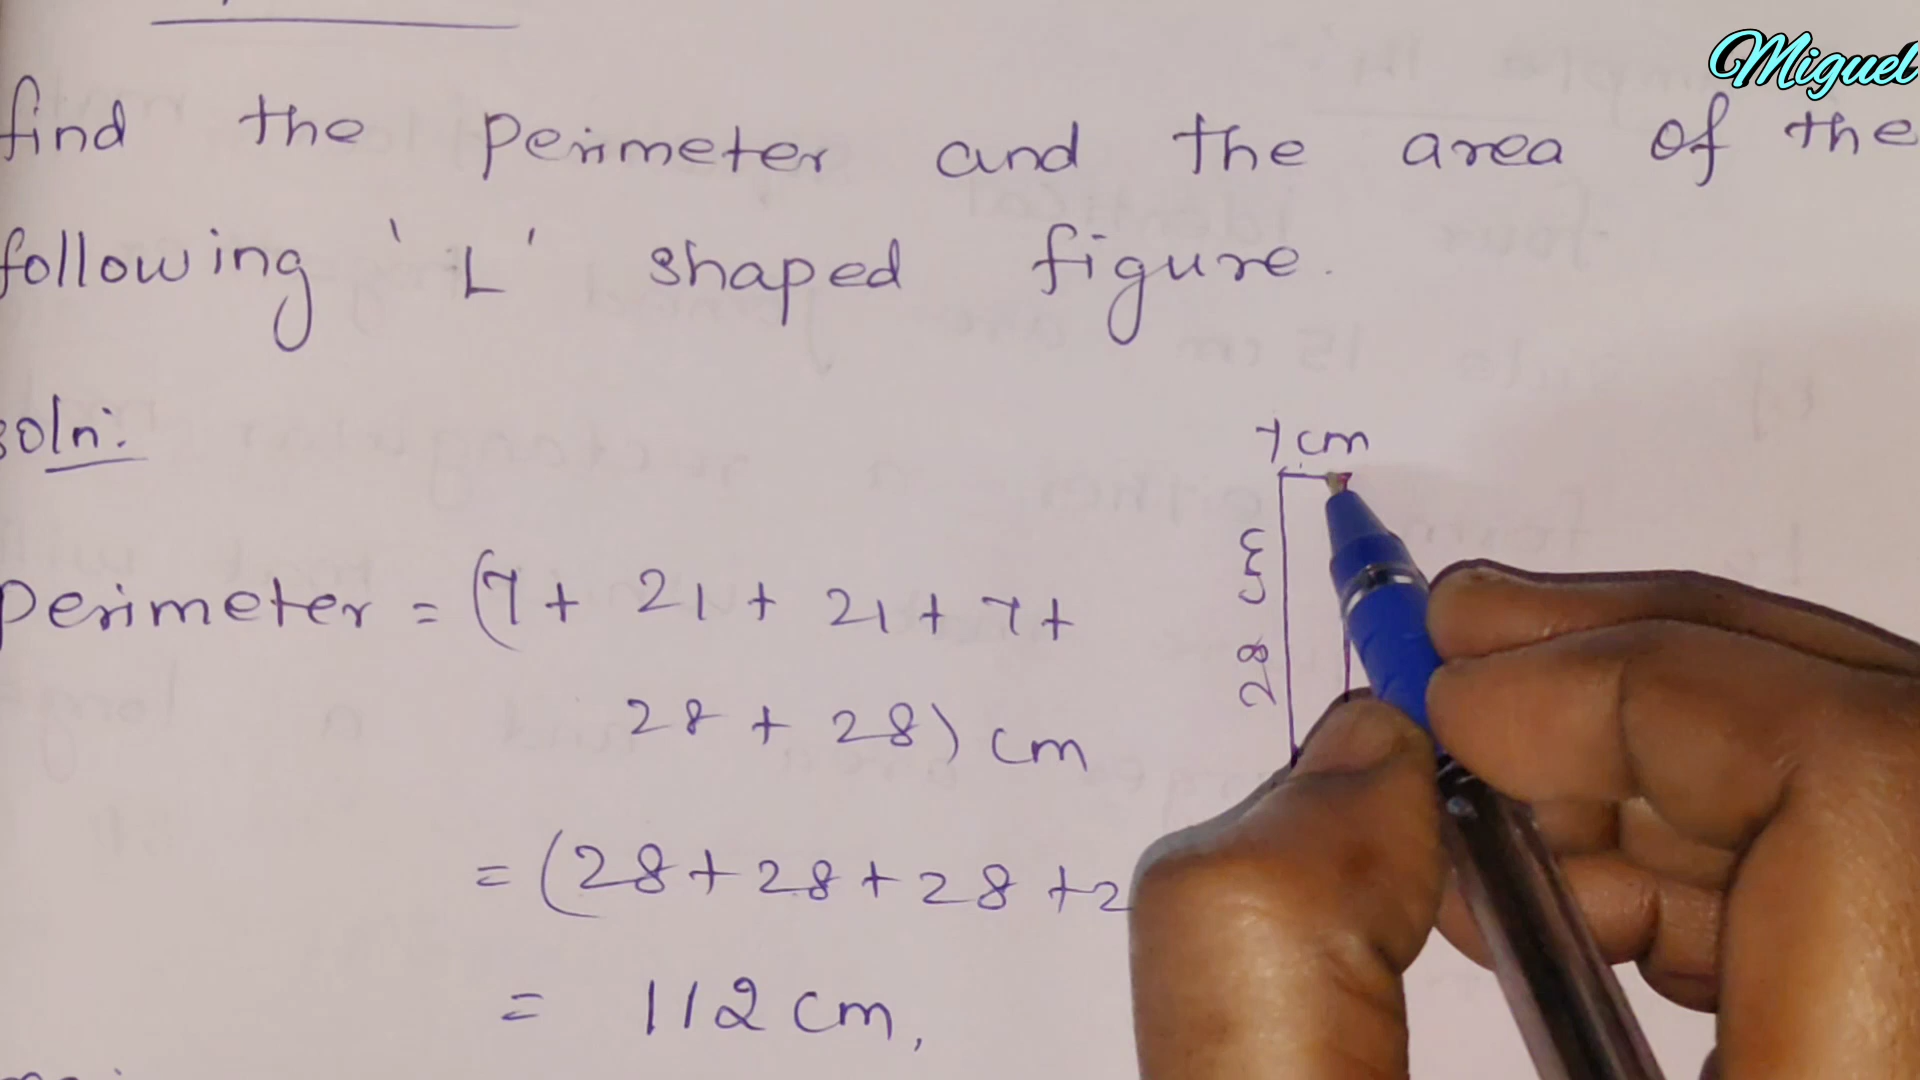 Miguel
find the perimeter and the area of the
following 'L' shaped figure.
soln:
7 cm
28 cm
Perimeter = (7 + 21 + 21 + 7 +
28 + 28) cm
= (28 + 28 + 28 + 2
= 112 cm,